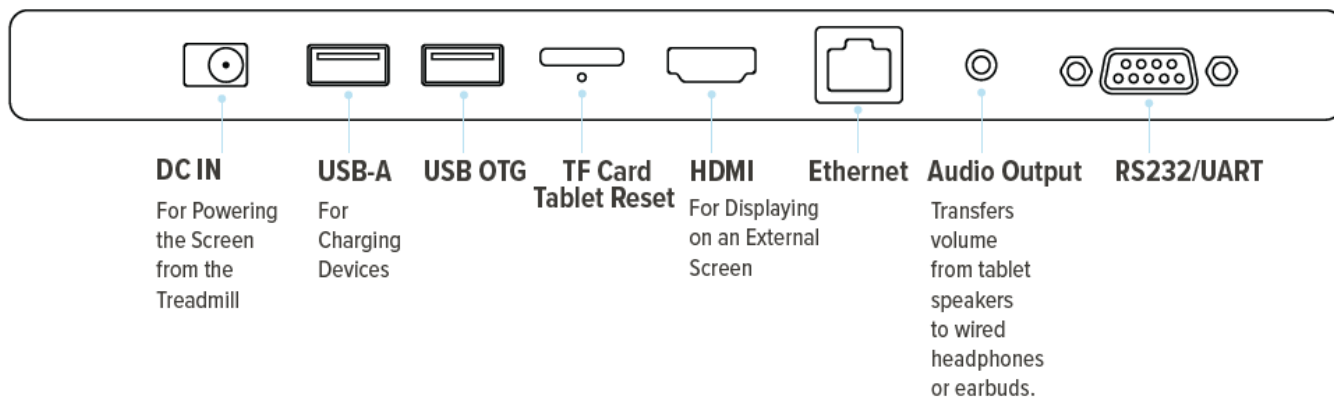 DC IN
For Powering
the Screen
from the
Treadmill
USB-A
For
Charging
Devices
USB OTG
TF Card
Tablet Reset
HDMI
For Displaying
on an External
Screen
Ethernet
Audio Output
Transfers
volume
from tablet
speakers
to wired
headphones
or earbuds.
RS232/UART